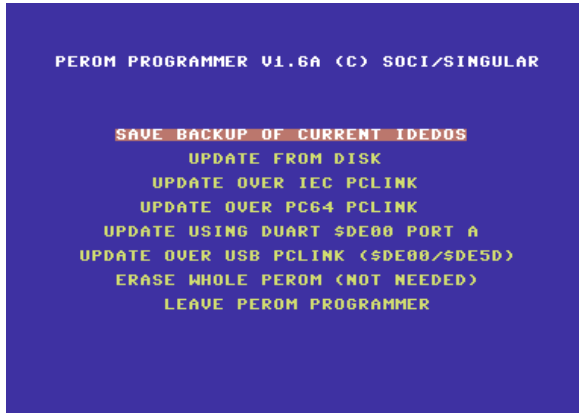 PEROM PROGRAMMER V1.6A (C) SOCI/SINGULAR
SAVE BACKUP OF CURRENT IDEDOS
UPDATE FROM DISK
UPDATE OVER IEC PCLINK
UPDATE OVER PC64 PCLINK
UPDATE USING DUART $DE00 PORT A
UPDATE OVER USB PCLINK ($DE00/$DE5D)
ERASE WHOLE PEROM (NOT NEEDED)
LEAVE PEROM PROGRAMMER